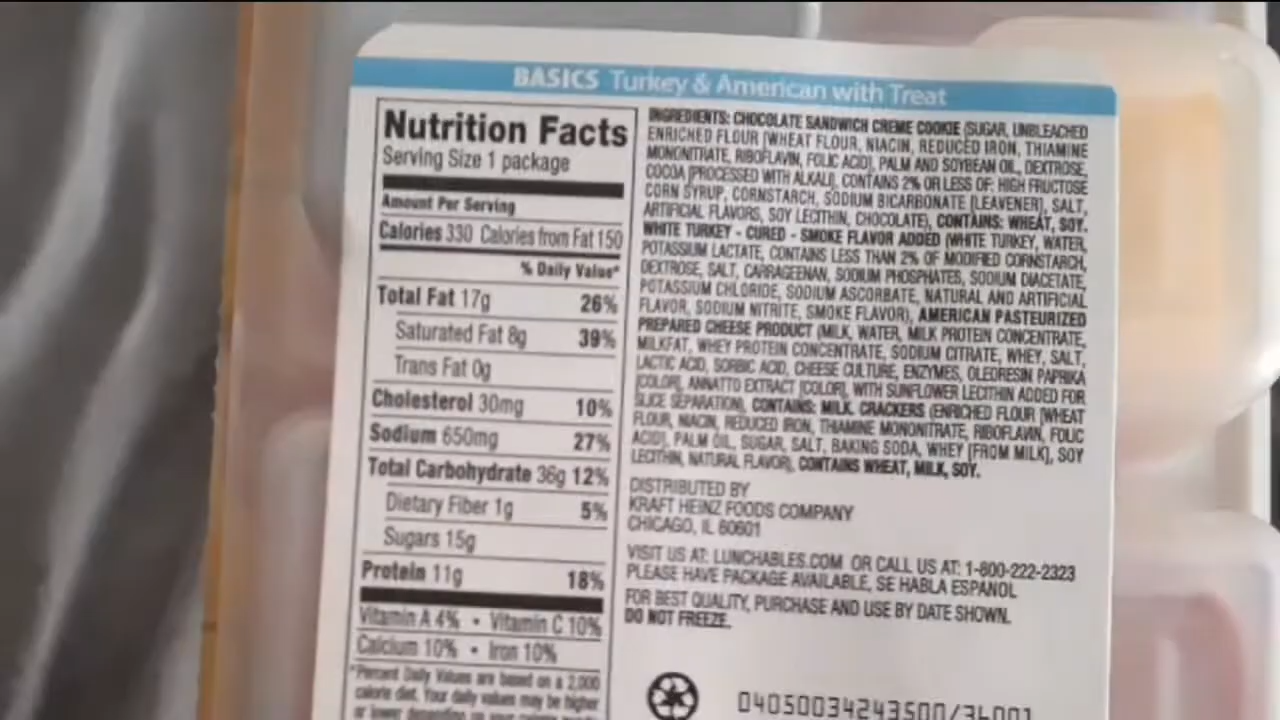 BASICS Turkey & American with Treat
Nutrition Facts
Serving Size 1 package
Amount Per Serving
Calories 330 Calories from Fat 150
% Daily Value*
Total Fat 17g 26%
Saturated Fat 8g 39%
Trans Fat 0g
Cholesterol 30mg 10%
Sodium 650mg 27%
Total Carbohydrate 36g 12%
Dietary Fiber 1g 5%
Sugars 15g
Protein 11g 18%
Vitamin A 4% • Vitamin C 10%
Calcium 10% • Iron 10%
*Percent Daily Values are based on a 2,000
calorie diet. Your daily values may be higher
or lower depending on your calorie
INGREDIENTS: CHOCOLATE SANDWICH CREME COOKIE (SUGAR, UNBLEACHED
ENRICHED FLOUR [WHEAT FLOUR, NIACIN, REDUCED IRON, THIAMINE
MONONITRATE, RIBOFLAVIN, FOLIC ACID], PALM AND SOYBEAN OIL, DEXTROSE,
COCOA [PROCESSED WITH ALKALI], CONTAINS 2% OR LESS OF: HIGH FRUCTOSE
CORN SYRUP, CORNSTARCH, SODIUM BICARBONATE [LEAVENER], SALT,
ARTIFICIAL FLAVORS, SOY LECITHIN, CHOCOLATE), CONTAINS: WHEAT, SOY.
WHITE TURKEY - CURED - SMOKE FLAVOR ADDED (WHITE TURKEY, WATER,
POTASSIUM LACTATE, CONTAINS LESS THAN 2% OF MODIFIED CORNSTARCH,
DEXTROSE, SALT, CARRAGEENAN, SODIUM PHOSPHATES, SODIUM DIACETATE,
POTASSIUM CHLORIDE, SODIUM ASCORBATE, NATURAL AND ARTIFICIAL
FLAVOR, SODIUM NITRITE, SMOKE FLAVOR), AMERICAN PASTEURIZED
PREPARED CHEESE PRODUCT (MILK, WATER, MILK PROTEIN CONCENTRATE,
MILKFAT, WHEY PROTEIN CONCENTRATE, SODIUM CITRATE, WHEY, SALT,
LACTIC ACID, SORBIC ACID, CHEESE CULTURE, ENZYMES, OLEORESIN PAPRIKA
[COLOR], ANNATTO EXTRACT [COLOR], WITH SUNFLOWER LECITHIN ADDED FOR
SLICE SEPARATION), CONTAINS: MILK. CRACKERS (ENRICHED FLOUR [WHEAT
FLOUR, NIACIN, REDUCED IRON, THIAMINE MONONITRATE, RIBOFLAVIN, FOLIC
ACID], PALM OIL, SUGAR, SALT, BAKING SODA, WHEY [FROM MILK], SOY
LECITHIN, NATURAL FLAVOR), CONTAINS WHEAT, MILK, SOY.
DISTRIBUTED BY
KRAFT HEINZ FOODS COMPANY
CHICAGO, IL 60601
VISIT US AT: LUNCHABLES.COM OR CALL US AT: 1-800-222-2323
PLEASE HAVE PACKAGE AVAILABLE, SE HABLA ESPANOL
FOR BEST QUALITY, PURCHASE AND USE BY DATE SHOWN.
DO NOT FREEZE.
04050034243500/36001